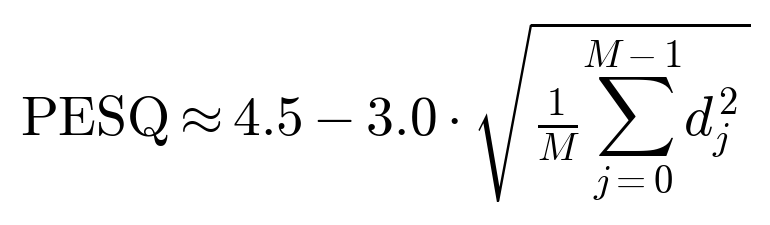 PESQ ≈ 4.5 − 3.0 · √(1/M ∑_{j=0}^{M−1} d_j^2)